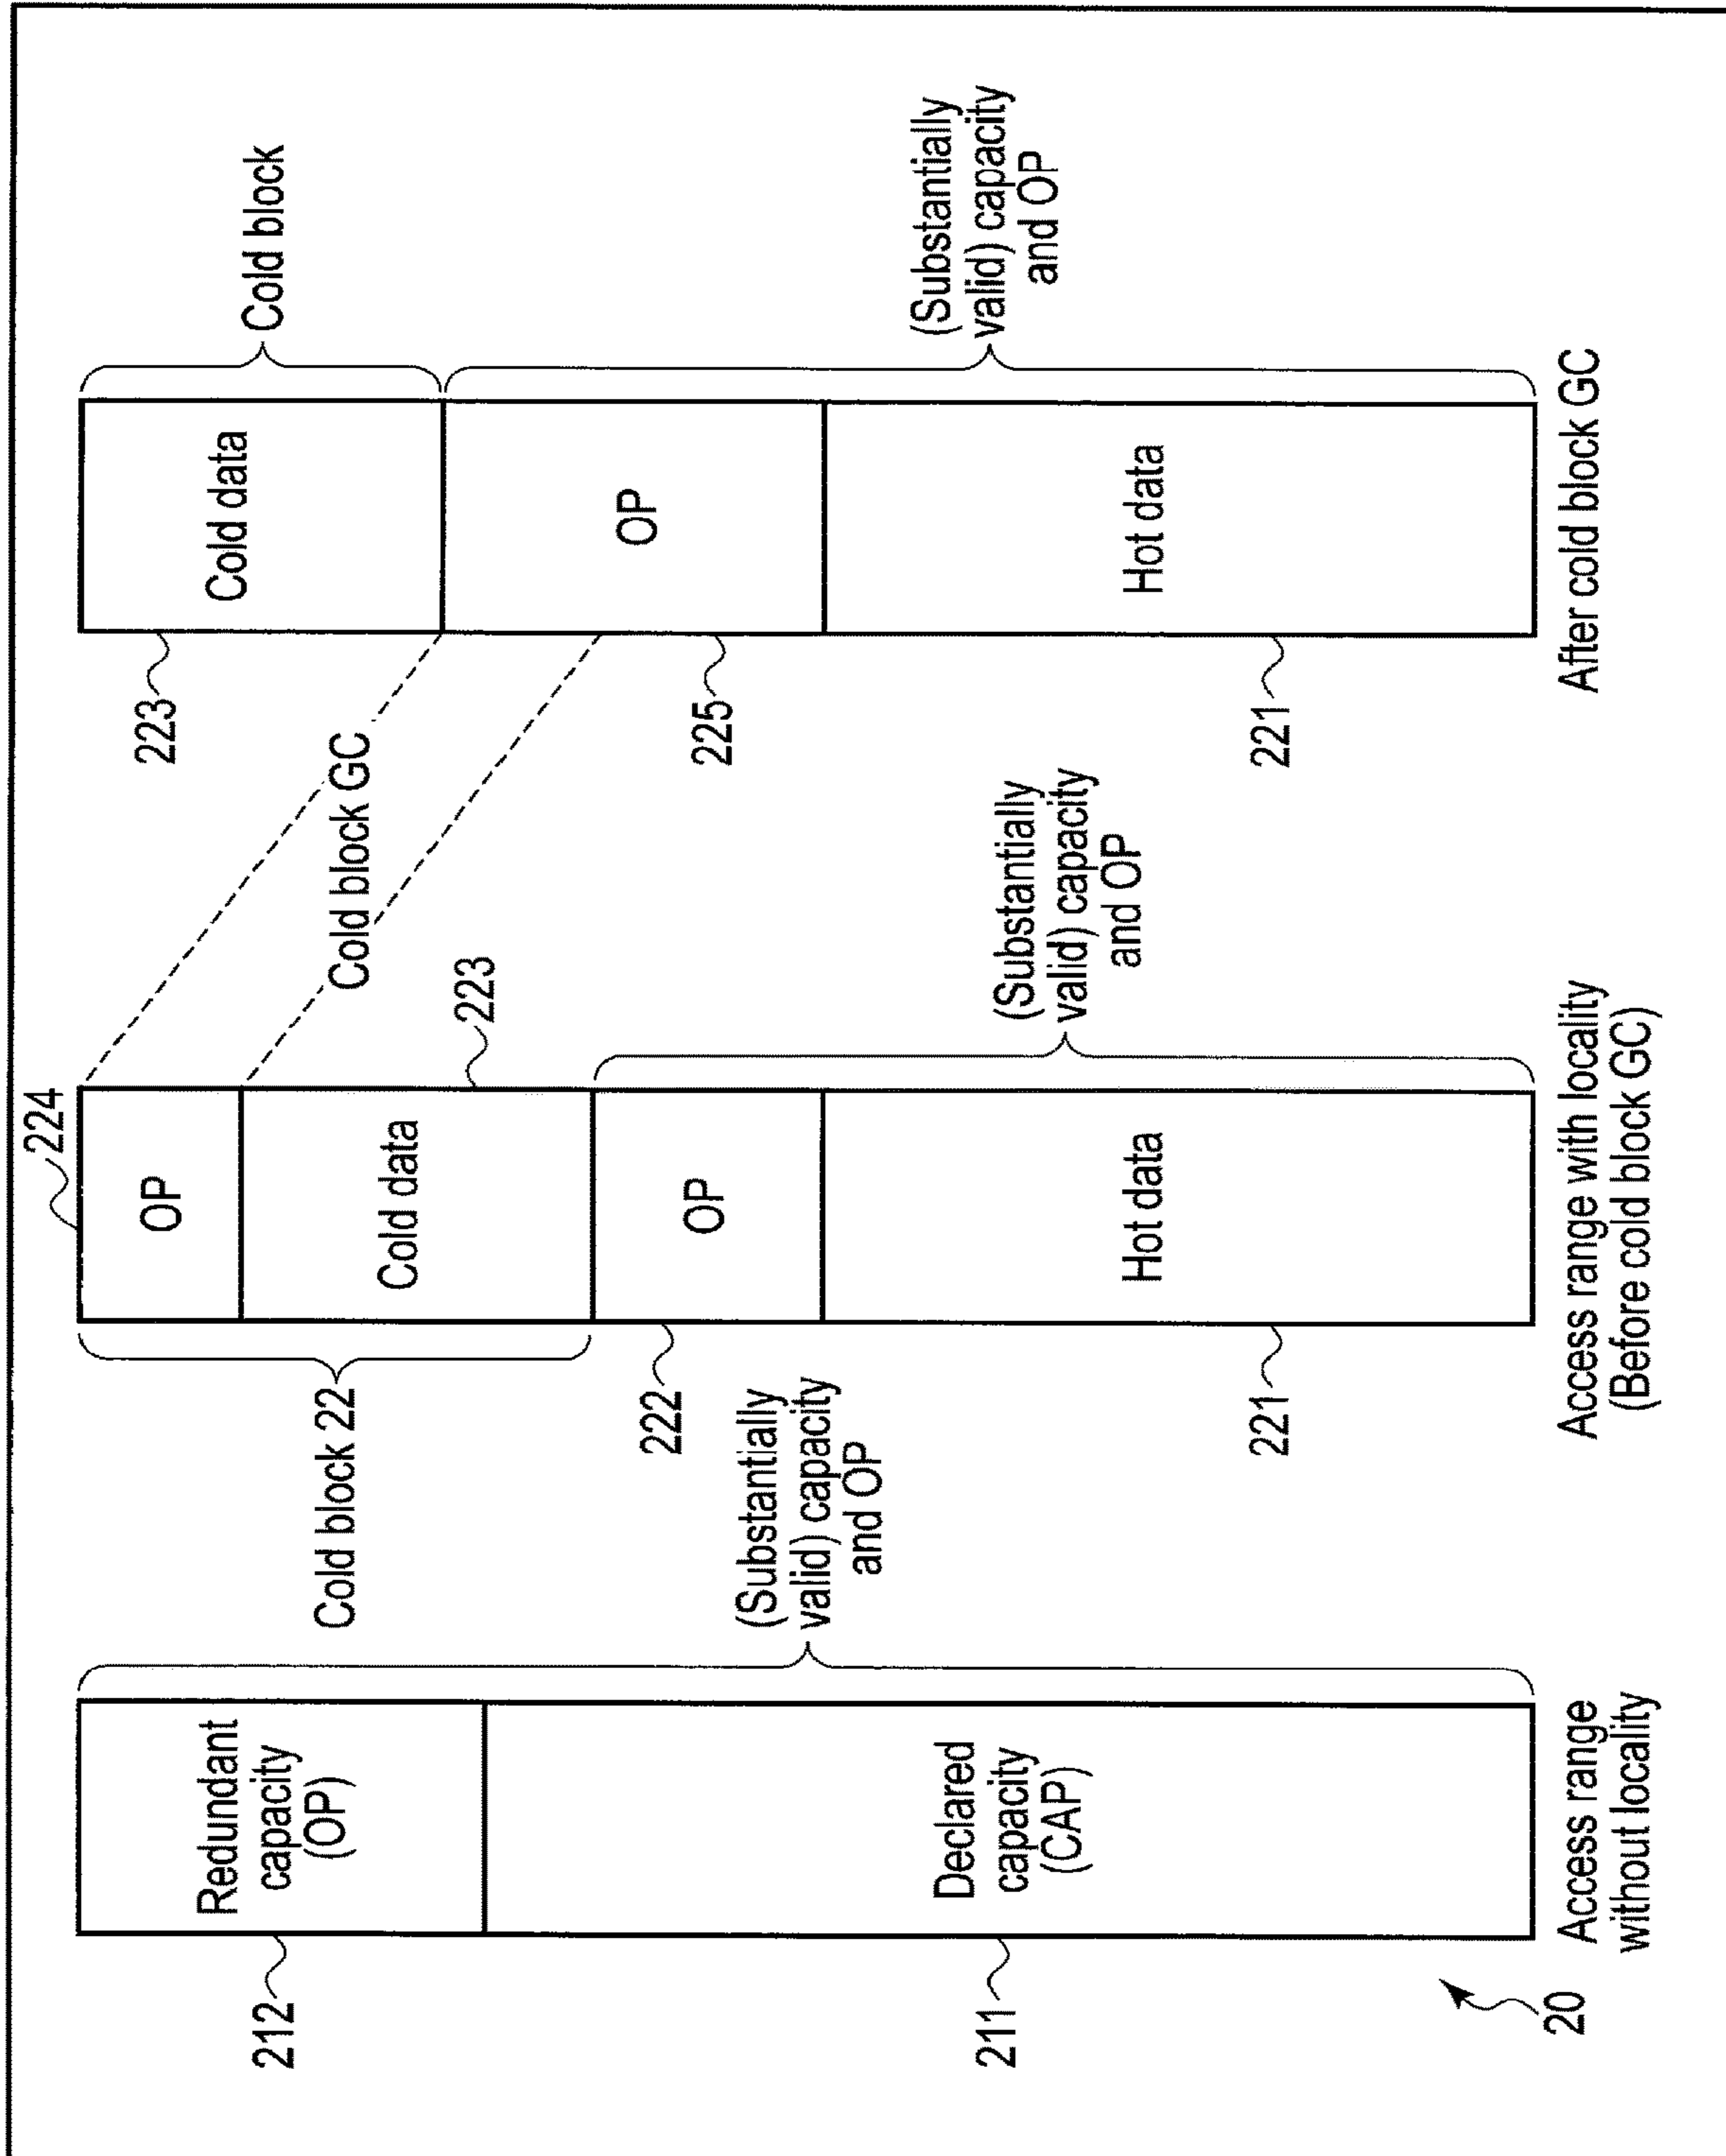 Redundant
capacity
(OP)
212
Declared
capacity
(CAP)
211
20
Access range
without locality
(Substantially
valid) capacity
and OP
Cold block 22
224
OP
Cold data
223
OP
222
Hot data
221
(Substantially
valid) capacity
and OP
Access range with locality
(Before cold block GC)
Cold block GC
Cold data
223
Cold block
OP
225
Hot data
221
(Substantially
valid) capacity
and OP
After cold block GC